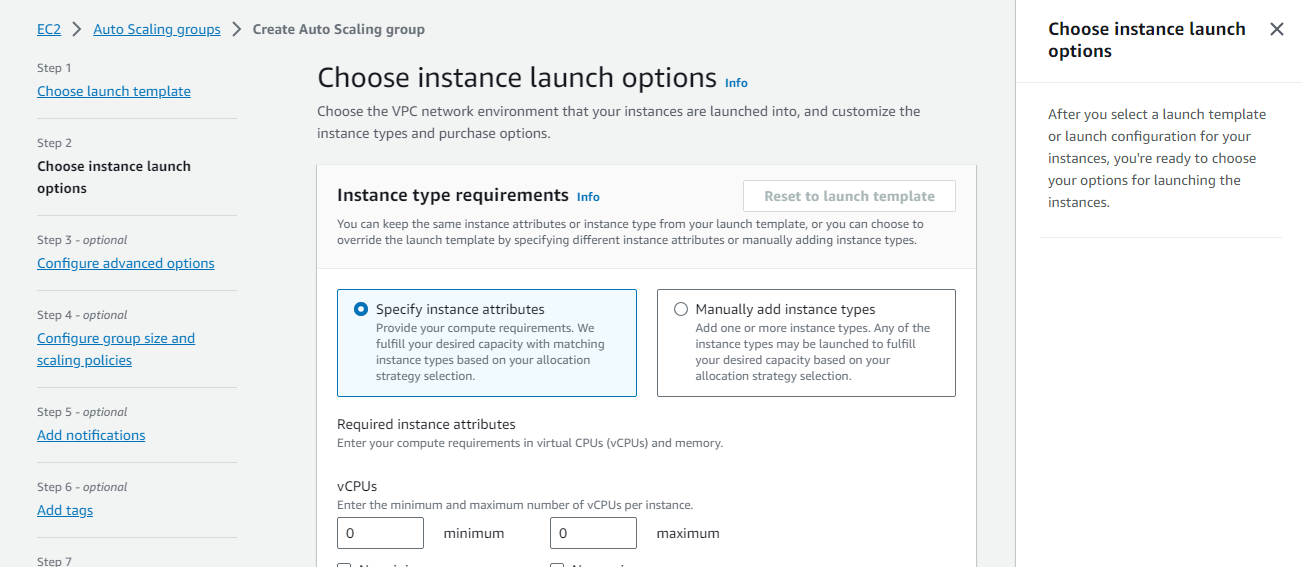 EC2 > Auto Scaling groups > Create Auto Scaling group
Step 1
Choose launch template
Step 2
Choose instance launch
options
Step 3 - optional
Configure advanced options
Step 4 - optional
Configure group size and
scaling policies
Step 5 - optional
Add notifications
Step 6 - optional
Add tags
Step 7
Choose instance launch options Info
Choose the VPC network environment that your instances are launched into, and customize the
instance types and purchase options.
Instance type requirements Info
Reset to launch template
You can keep the same instance attributes or instance type from your launch template, or you can choose to
override the launch template by specifying different instance attributes or manually adding instance types.
Specify instance attributes
Provide your compute requirements. We
fulfill your desired capacity with matching
instance types based on your allocation
strategy selection.
Manually add instance types
Add one or more instance types. Any of the
instance types may be launched to fulfill
your desired capacity based on your
allocation strategy selection.
Required instance attributes
Enter your compute requirements in virtual CPUs (vCPUs) and memory.
vCPUs
Enter the minimum and maximum number of vCPUs per instance.
0 minimum 0 maximum
Choose instance launch
options
After you select a launch template
or launch configuration for your
instances, you're ready to choose
your options for launching the
instances.